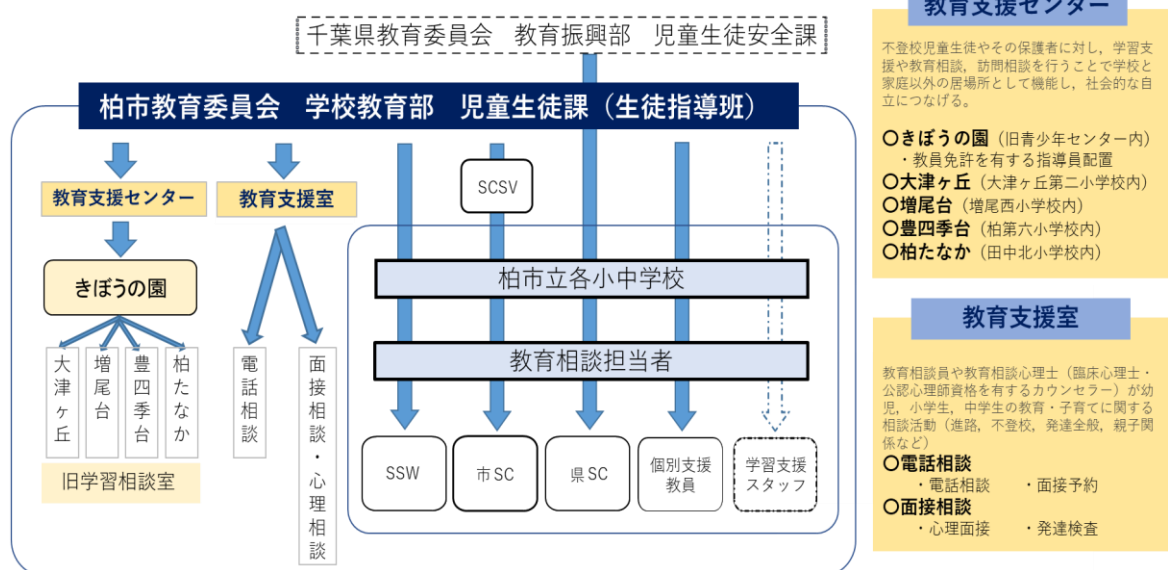 千葉県教育委員会 教育振興部 児童生徒安全課
柏市教育委員会 学校教育部 児童生徒課（生徒指導班）
教育支援センター
教育支援室
SCSV
きぼうの園
大津ヶ丘
増尾台
豊四季台
柏たなか
旧学習相談室
電話相談
面接相談・心理相談
柏市立各小中学校
教育相談担当者
SSW
市SC
県SC
個別支援
教員
学習支援
スタッフ
教育支援センター
不登校児童生徒やその保護者に対し，学習支
援や教育相談，訪問相談を行うことで学校と
家庭以外の居場所として機能し，社会的な自
立につなげる。
〇きぼうの園（旧青少年センター内）
・教員免許を有する指導員配置
〇大津ヶ丘（大津ヶ丘第二小学校内）
〇増尾台（増尾西小学校内）
〇豊四季台（柏第六小学校内）
〇柏たなか（田中北小学校内）
教育支援室
教育相談員や教育相談心理士（臨床心理士・
公認心理師資格を有するカウンセラー）が幼
児，小学生，中学生の教育・子育てに関する
相談活動（進路，不登校，発達全般，親子関
係など）
〇電話相談
・電話相談 ・面接予約
〇面接相談
・心理面接 ・発達検査